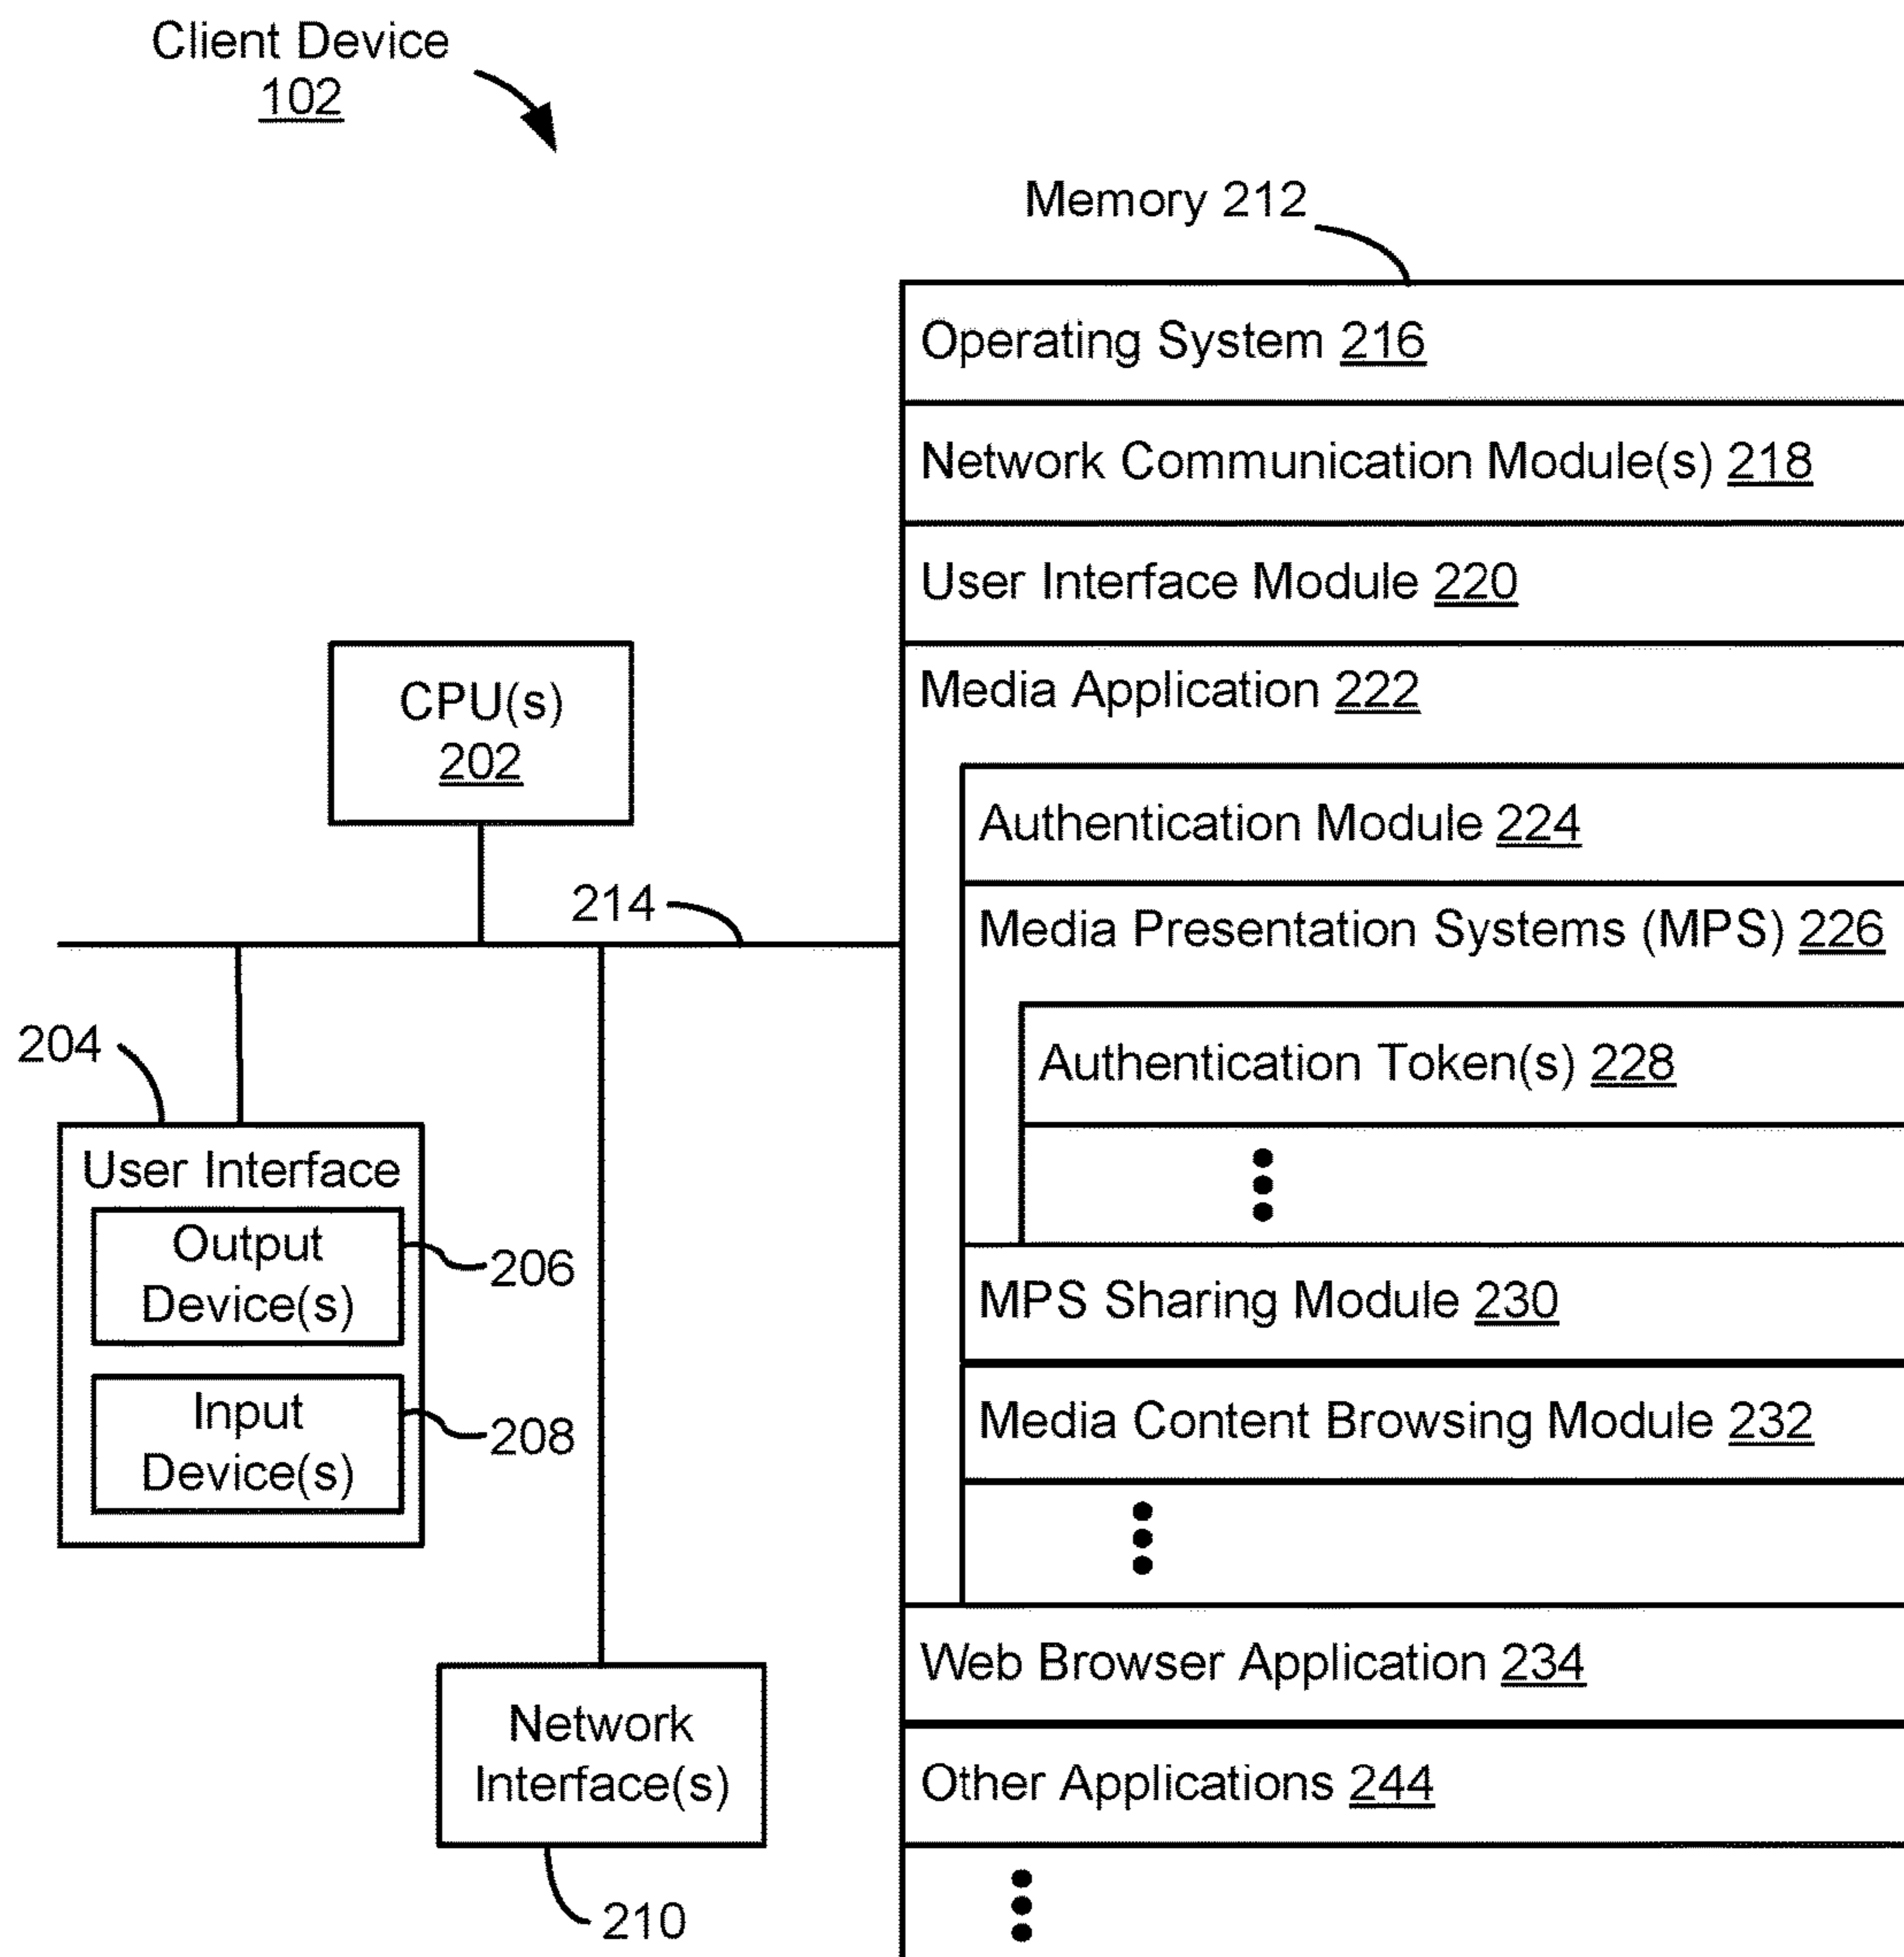 Client Device
102
Memory 212
Operating System 216
Network Communication Module(s) 218
User Interface Module 220
Media Application 222
Authentication Module 224
Media Presentation Systems (MPS) 226
Authentication Token(s) 228
MPS Sharing Module 230
Media Content Browsing Module 232
Web Browser Application 234
Other Applications 244
CPU(s)
202
214
204
User Interface
Output
Device(s)
206
Input
Device(s)
208
Network
Interface(s)
210